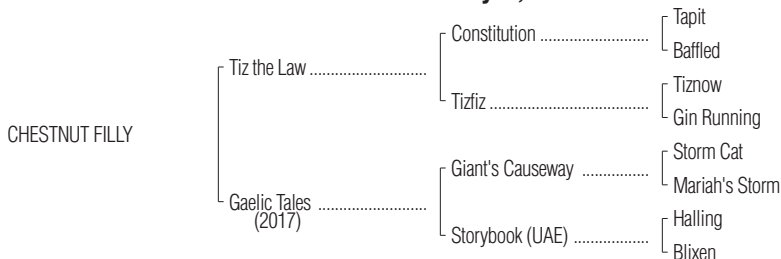 Tapit
Constitution
Baffled
Tiz the Law
Tiznow
Tizfiz
Gin Running
CHESTNUT FILLY
Storm Cat
Giant's Causeway
Mariah's Storm
Gaelic Tales
(2017)
Halling
Storybook (UAE)
Blixen